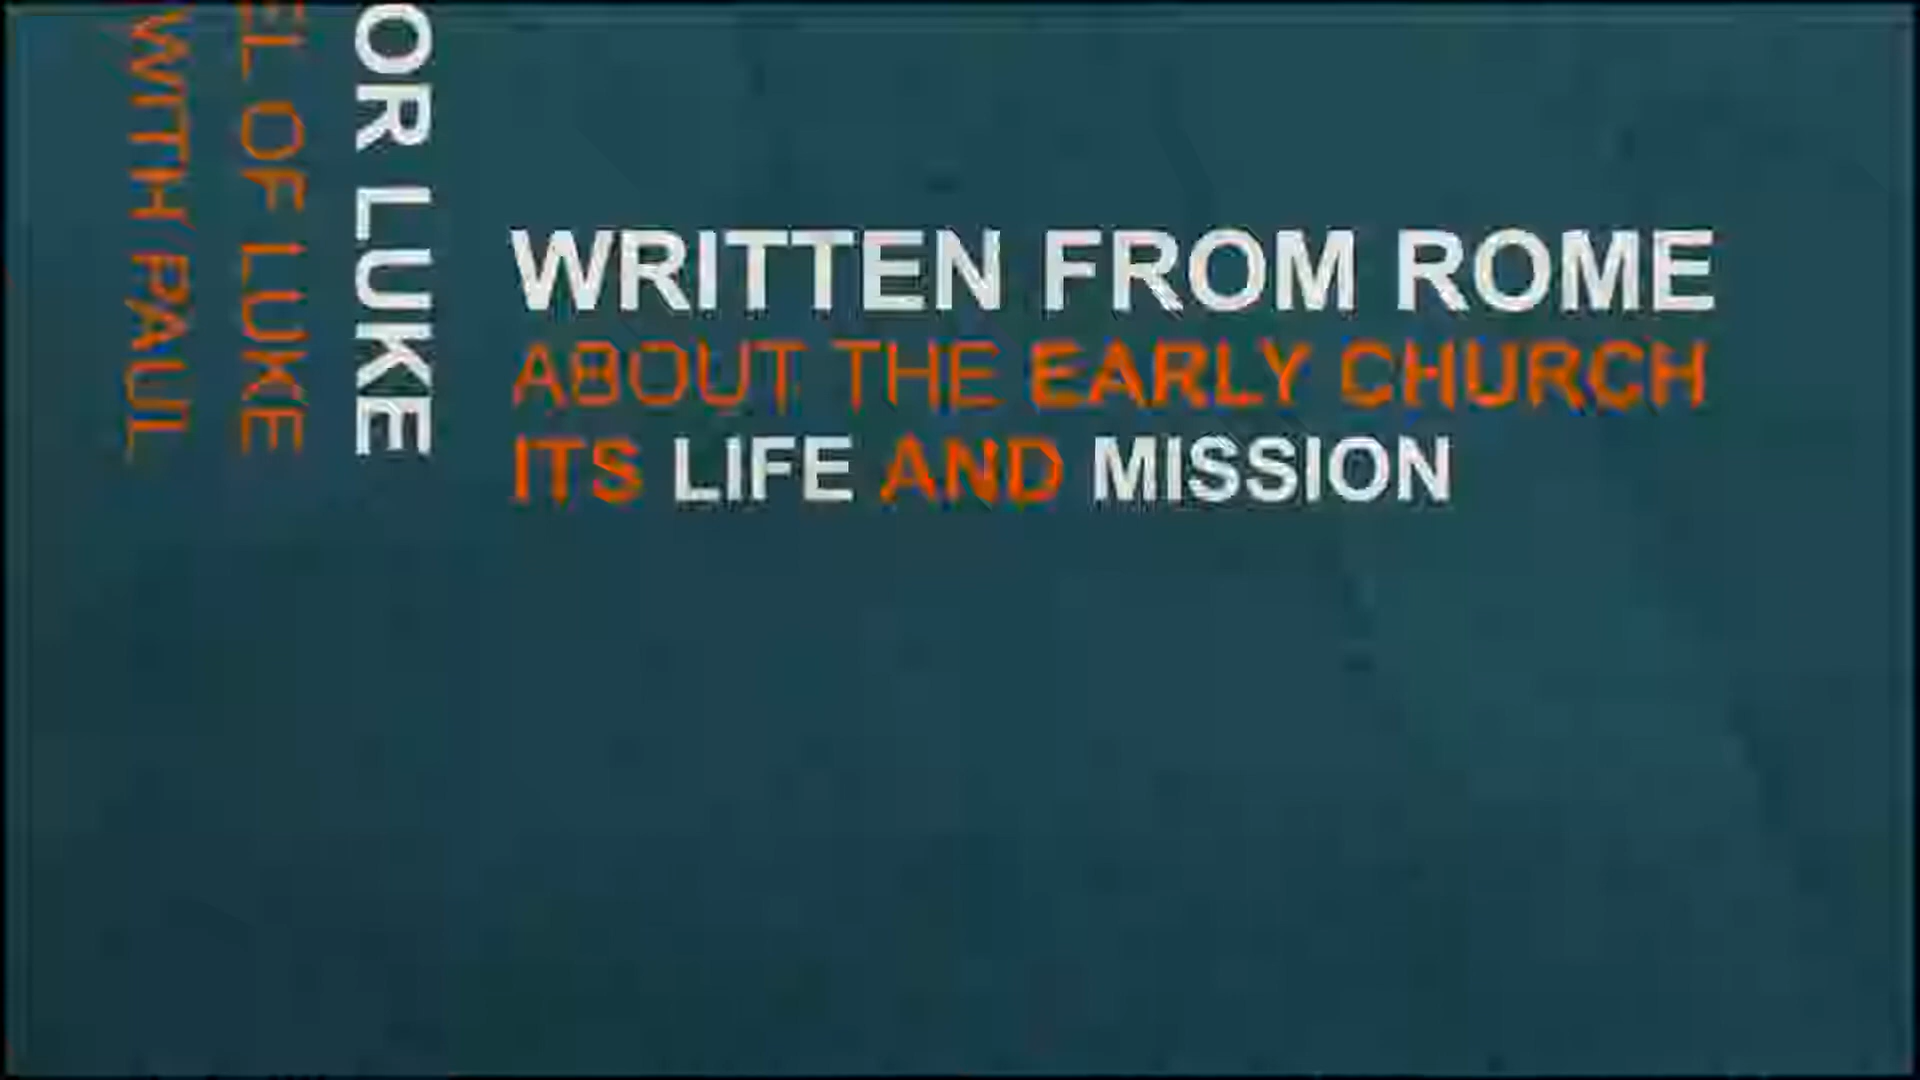 OR LUKE
EL OF LUKE
WITH PAUL
WRITTEN FROM ROME
ABOUT THE EARLY CHURCH
ITS LIFE AND MISSION